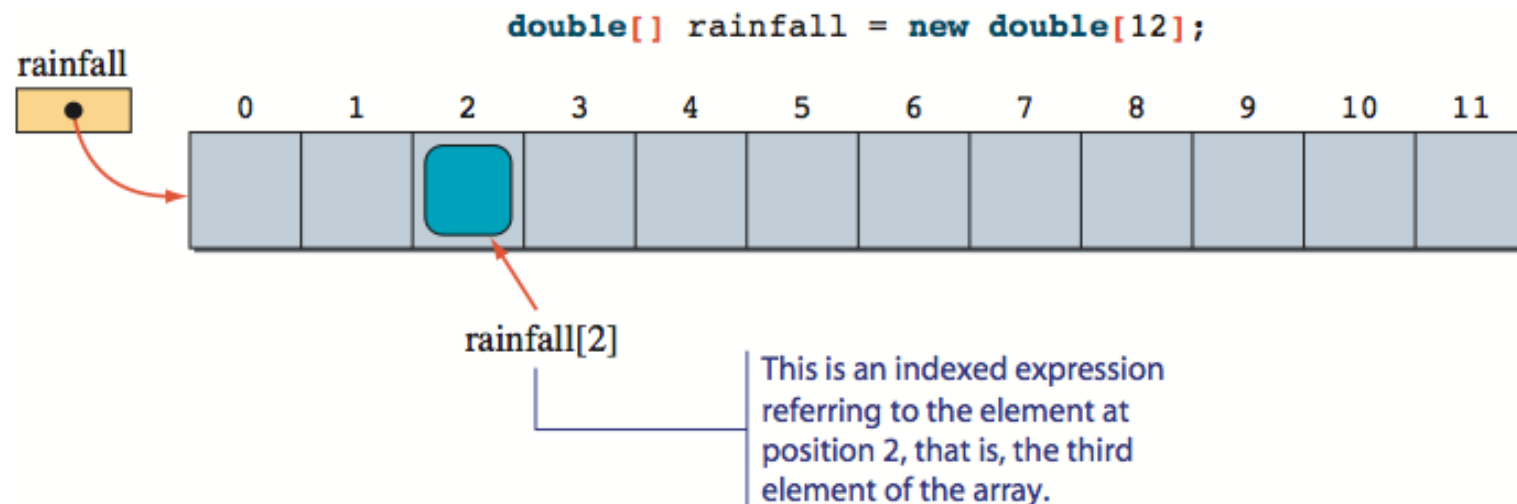 double[] rainfall = new double[12];
rainfall
0 1 2 3 4 5 6 7 8 9 10 11
rainfall[2]
This is an indexed expression
referring to the element at
position 2, that is, the third
element of the array.